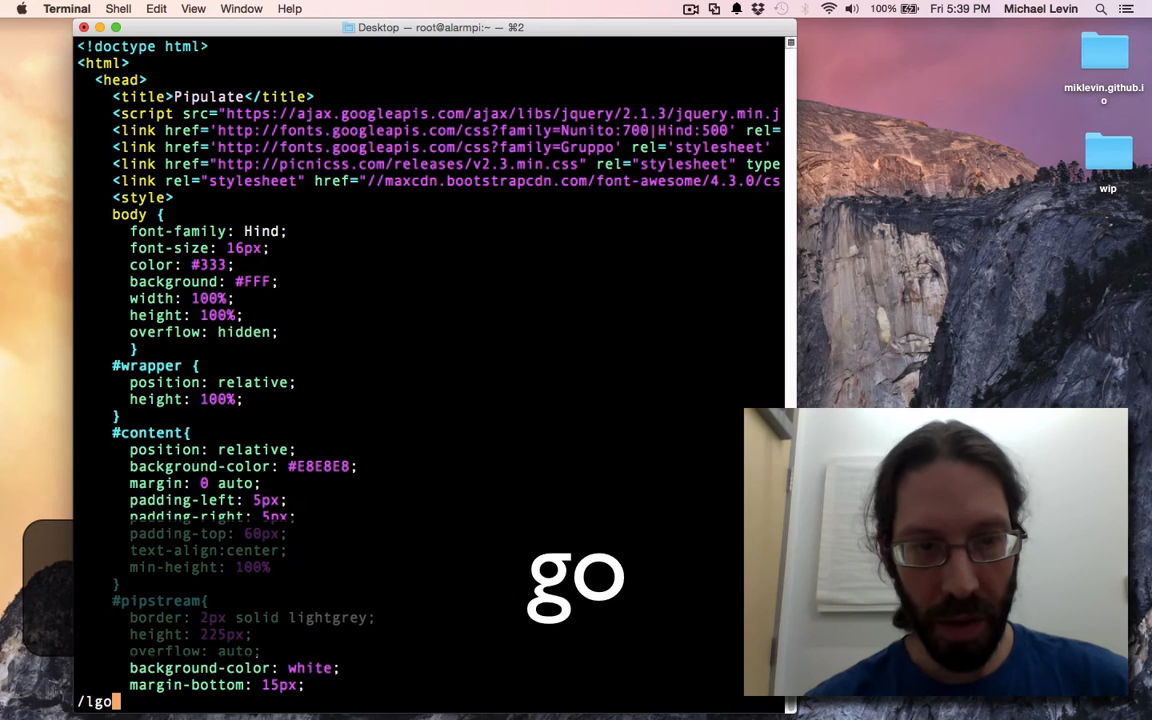 Terminal Shell Edit View Window Help 100% Fri 5:39 PM Michael Levin
Desktop — root@alarmpi:~ — ⌘2
<!doctype html>
<html>
<head>
<title>Pipulate</title>
<script src="https://ajax.googleapis.com/ajax/libs/jquery/2.1.3/jquery.min.j
<link href='http://fonts.googleapis.com/css?family=Nunito:700|Hind:500' rel=
<link href='http://fonts.googleapis.com/css?family=Gruppo' rel='stylesheet'
<link href="http://picnicss.com/releases/v2.3.min.css" rel="stylesheet" type
<link rel="stylesheet" href="//maxcdn.bootstrapcdn.com/font-awesome/4.3.0/cs
<style>
body {
font-family: Hind;
font-size: 16px;
color: #333;
background: #FFF;
width: 100%;
height: 100%;
overflow: hidden;
}
#wrapper {
position: relative;
height: 100%;
}
#content{
position: relative;
background-color: #E8E8E8;
margin: 0 auto;
padding-left: 5px;
padding-right: 5px;
padding-top: 60px;
text-align:center;
min-height: 100%
}
#pipstream{
border: 2px solid lightgrey;
height: 225px;
overflow: auto;
background-color: white;
margin-bottom: 15px;
/lgo
go
miklevin.github.i
o
wip